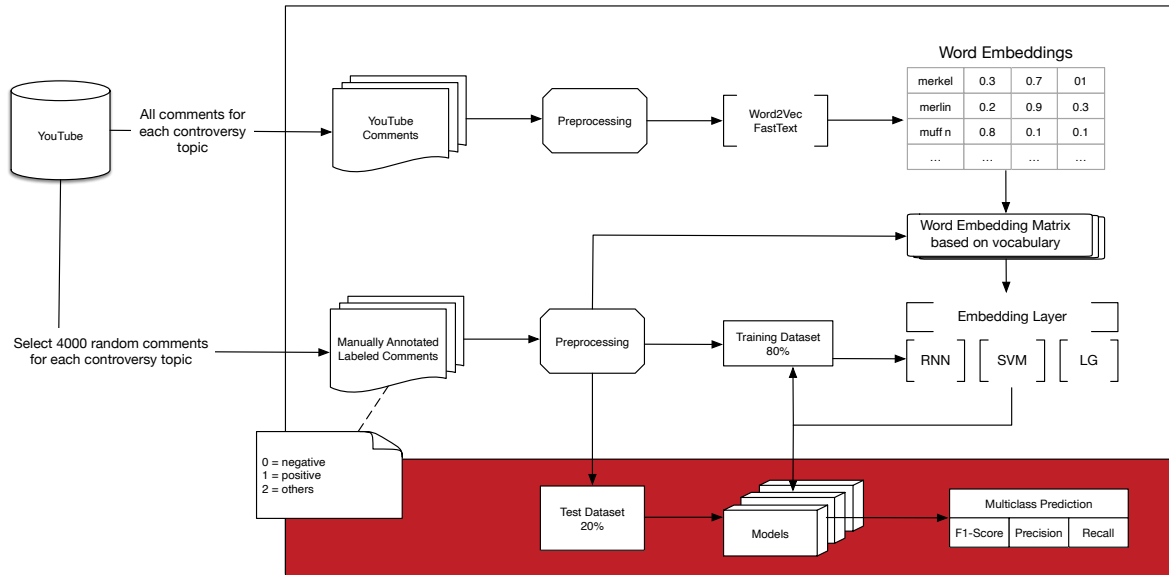 Word Embeddings
merkel 0.3 0.7 01
merlin 0.2 0.9 0.3
muff n 0.8 0.1 0.1
... ... ... ...
YouTube
All comments for
each controversy
topic
YouTube
Comments
Preprocessing
Word2Vec
FastText
Word Embedding Matrix
based on vocabulary
Select 4000 random comments
for each controversy topic
Manually Annotated
Labeled Comments
Preprocessing
Training Dataset
80%
Embedding Layer
RNN SVM LG
0 = negative
1 = positive
2 = others
Test Dataset
20%
Models
Multiclass Prediction
F1-Score Precision Recall